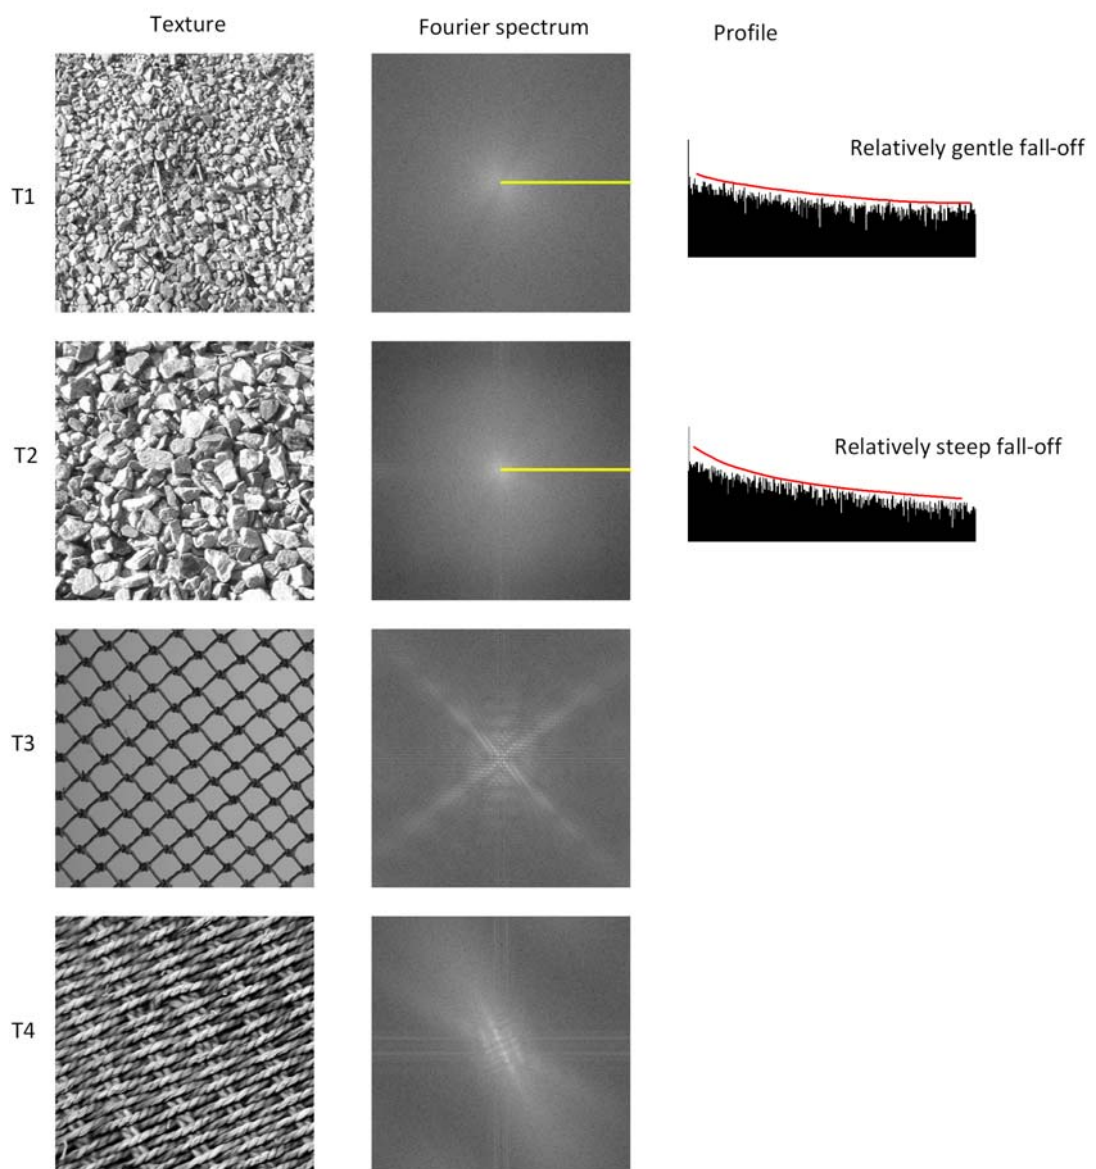 Texture
Fourier spectrum
Profile
T1
Relatively gentle fall-off
T2
Relatively steep fall-off
T3
T4